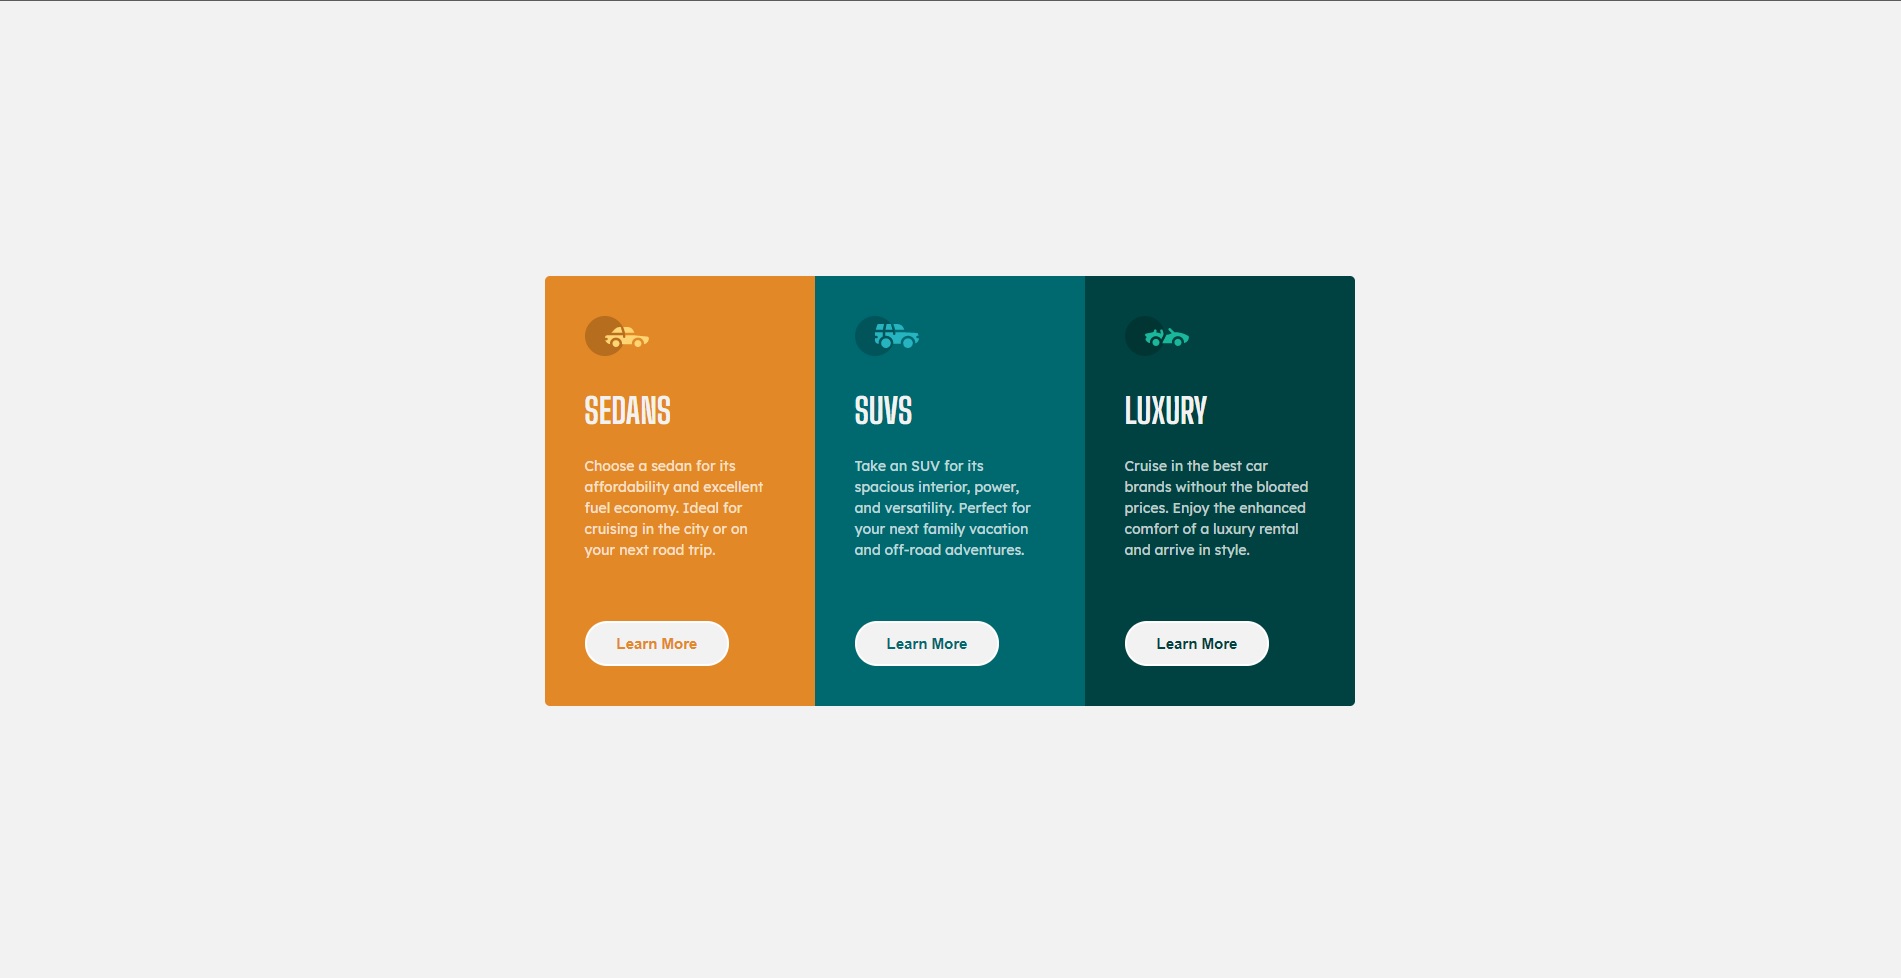 SEDANS
Choose a sedan for its
affordability and excellent
fuel economy. Ideal for
cruising in the city or on
your next road trip.
Learn More
SUVS
Take an SUV for its
spacious interior, power,
and versatility. Perfect for
your next family vacation
and off-road adventures.
Learn More
LUXURY
Cruise in the best car
brands without the bloated
prices. Enjoy the enhanced
comfort of a luxury rental
and arrive in style.
Learn More